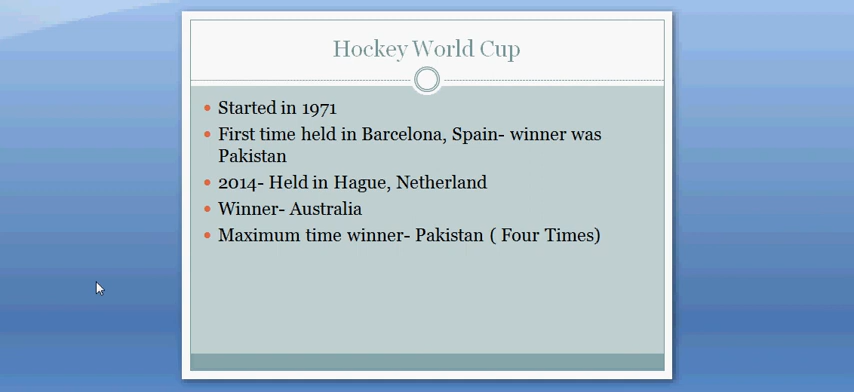 Hockey World Cup
Started in 1971
First time held in Barcelona, Spain- winner was
Pakistan
2014- Held in Hague, Netherland
Winner- Australia
Maximum time winner- Pakistan ( Four Times)